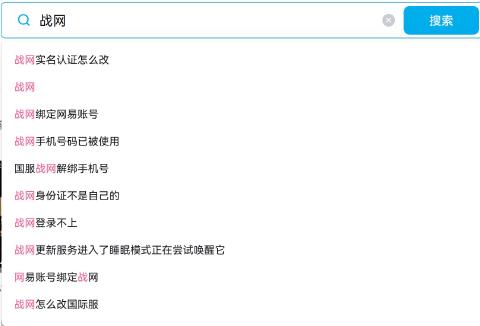 战网
搜索
战网实名认证怎么改
战网
战网绑定网易账号
战网手机号码已被使用
国服战网解绑手机号
战网身份证不是自己的
战网登录不上
战网更新服务进入了睡眠模式正在尝试唤醒它
网易账号绑定战网
战网怎么改国际服